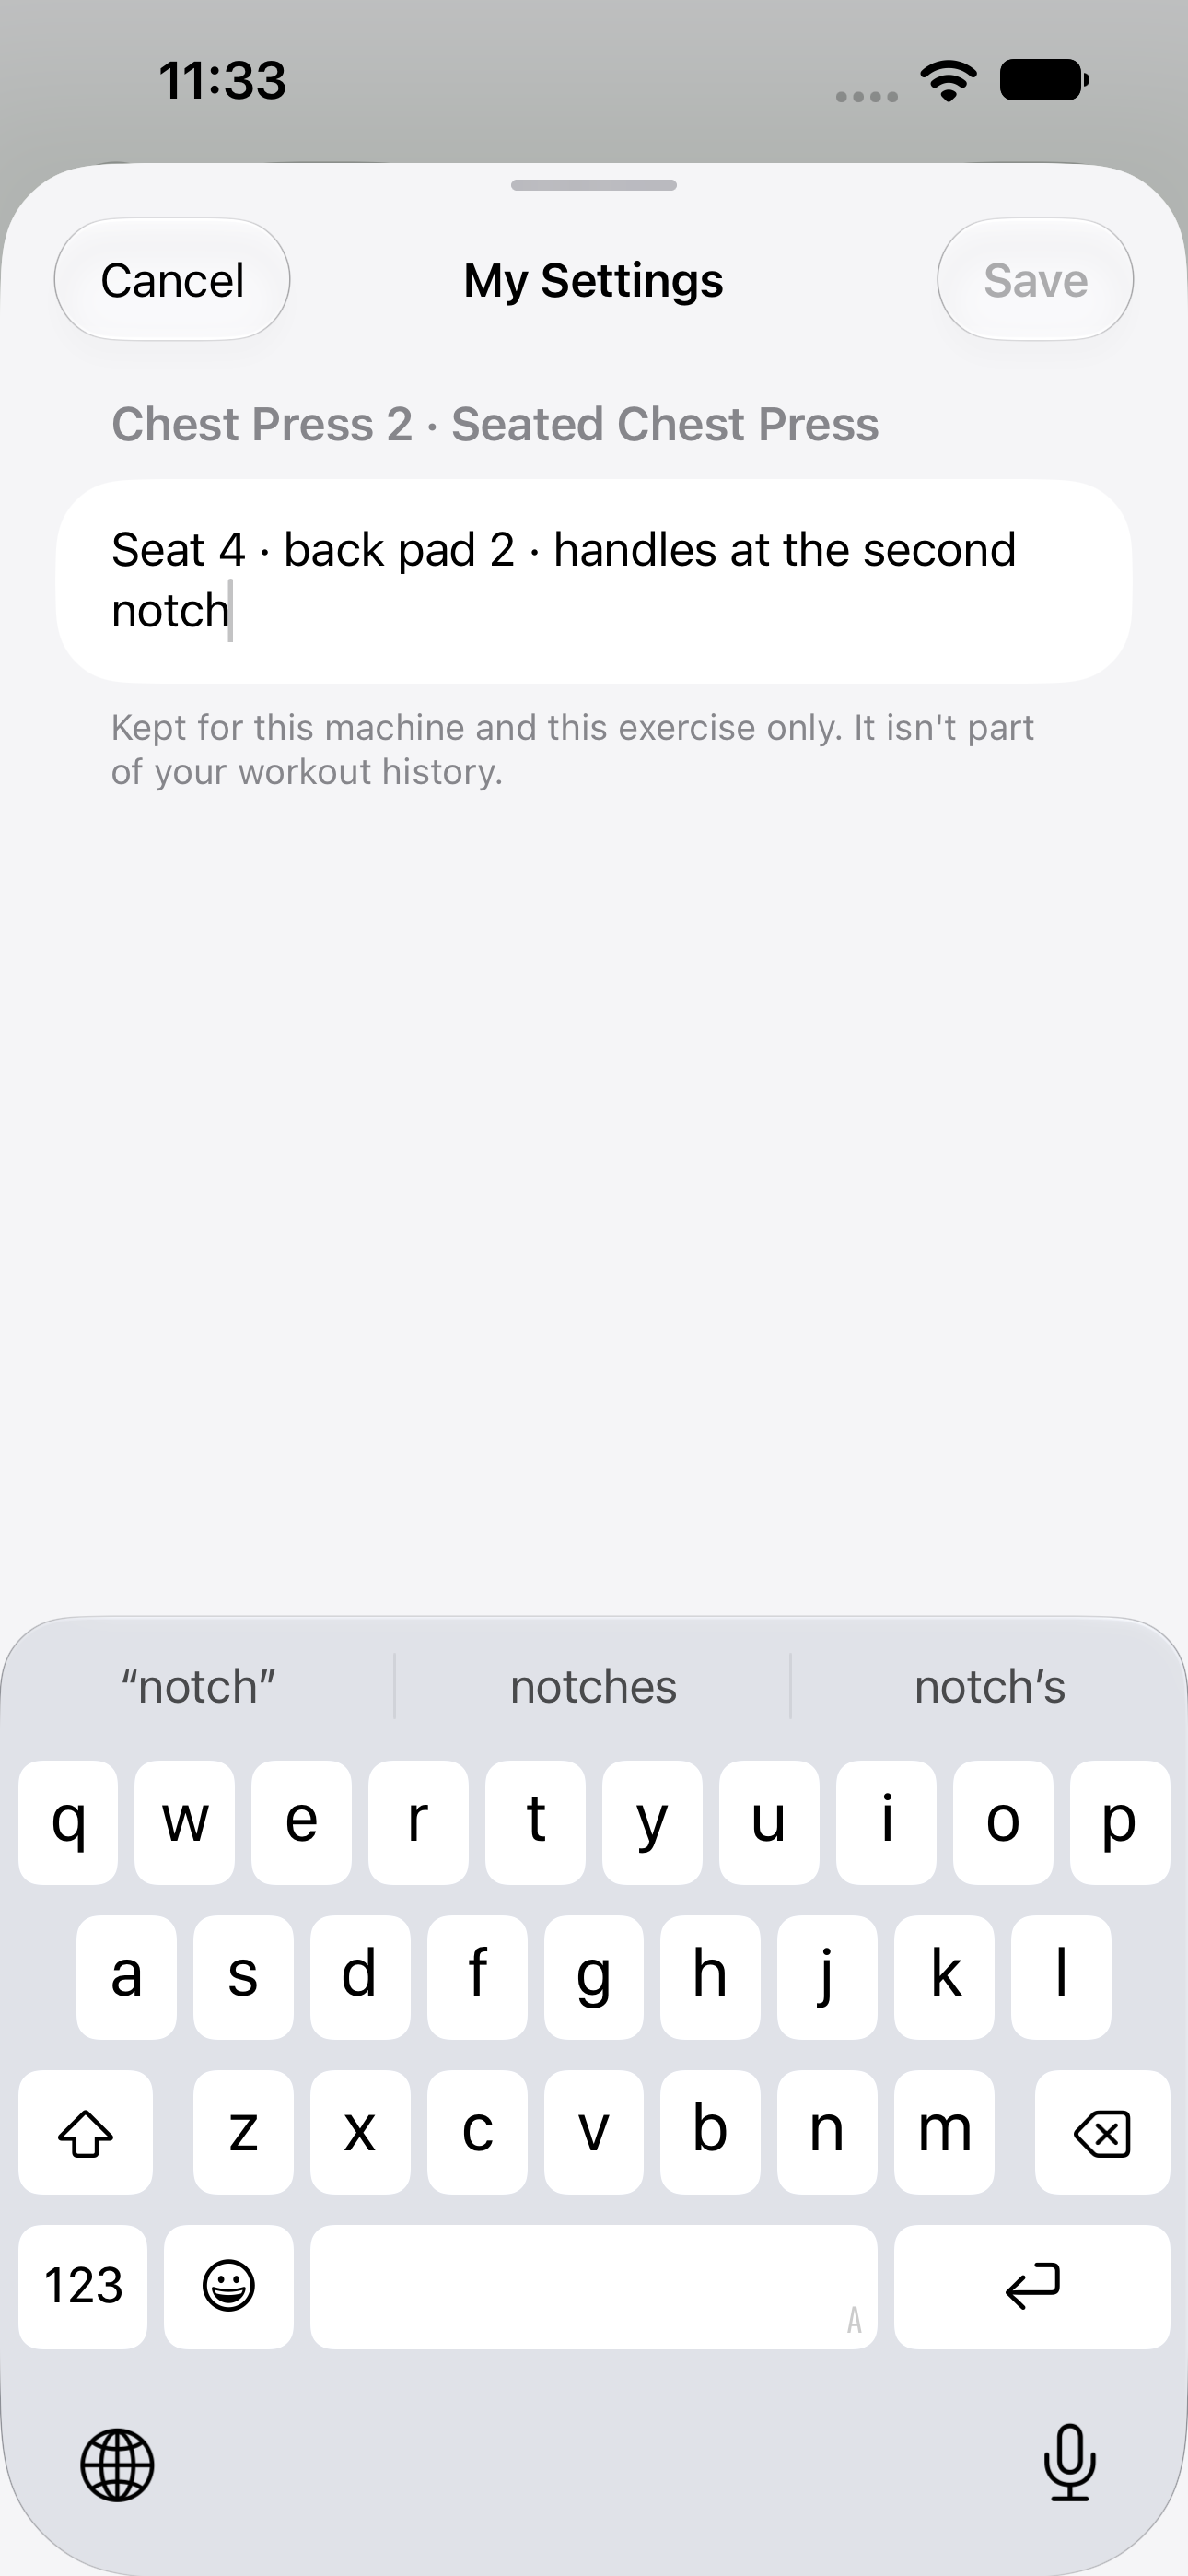 11:33
Cancel
My Settings
Save
Chest Press 2 · Seated Chest Press
Seat 4 · back pad 2 · handles at the second
notch
Kept for this machine and this exercise only. It isn't part
of your workout history.
“notch”
notches
notch’s
q w e r t y u i o p
a s d f g h j k l
z x c v b n m
123
A